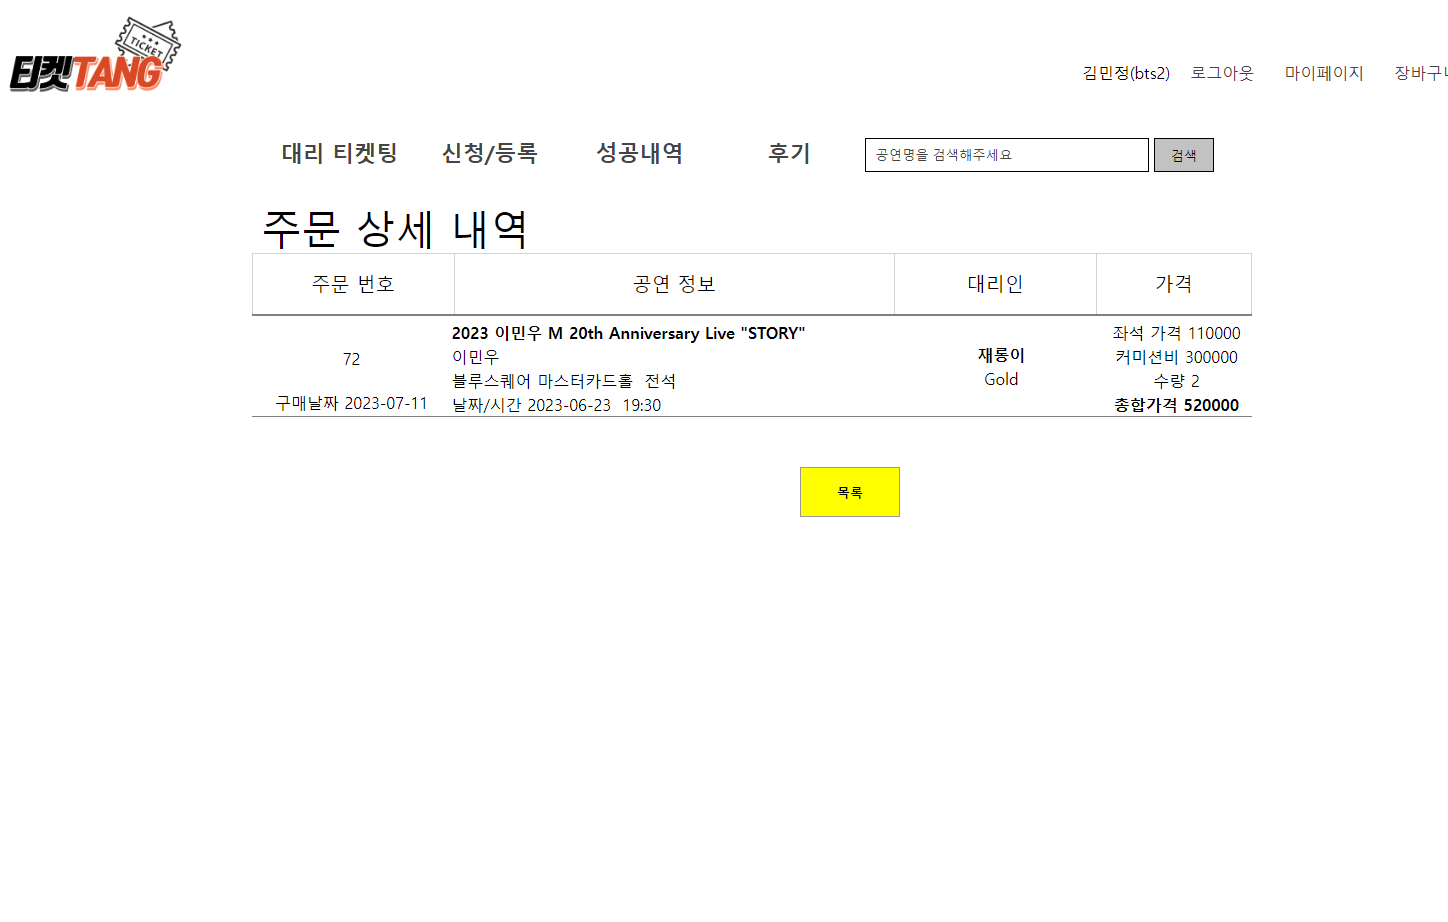 TICKET
티켓TANG
김민정(bts2) 로그아웃 마이페이지 장바구
대리 티켓팅 신청/등록 성공내역 후기 공연명을 검색해주세요 검색
주문 상세 내역
주문 번호 공연 정보 대리인 가격
72
구매날짜 2023-07-11
2023 이민우 M 20th Anniversary Live "STORY"
이민우
블루스퀘어 마스터카드홀 전석
날짜/시간 2023-06-23 19:30
재롱이
Gold
좌석 가격 110000
커미션비 300000
수량 2
총합가격 520000
목록